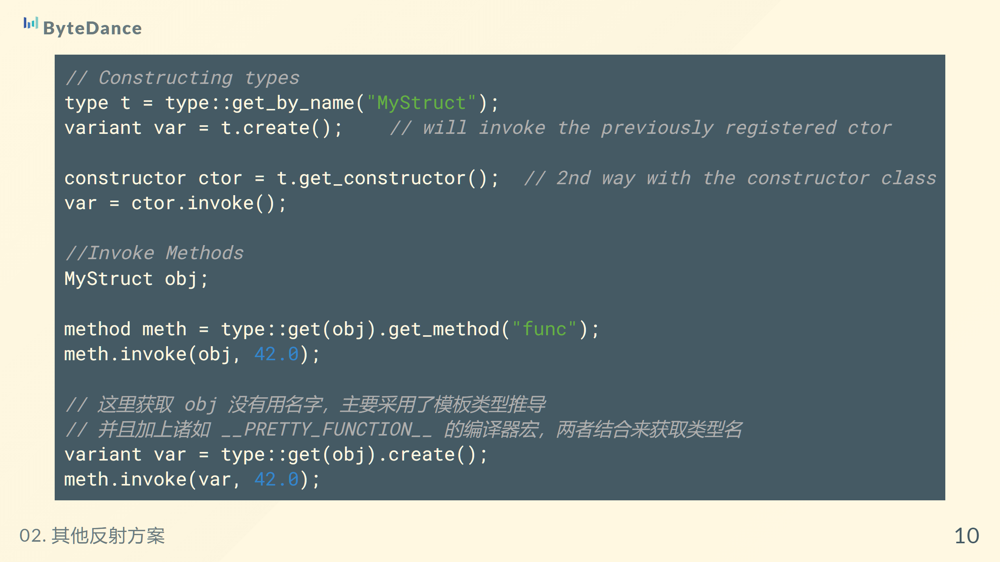 ByteDance
// Constructing types
type t = type::get_by_name("MyStruct");
variant var = t.create();    // will invoke the previously registered ctor
constructor ctor = t.get_constructor();  // 2nd way with the constructor class
var = ctor.invoke();
//Invoke Methods
MyStruct obj;
method meth = type::get(obj).get_method("func");
meth.invoke(obj, 42.0);
// 这里获取 obj 没有用名字，主要采用了模板类型推导
// 并且加上诸如 __PRETTY_FUNCTION__ 的编译器宏，两者结合来获取类型名
variant var = type::get(obj).create();
meth.invoke(var, 42.0);
02. 其他反射方案
10